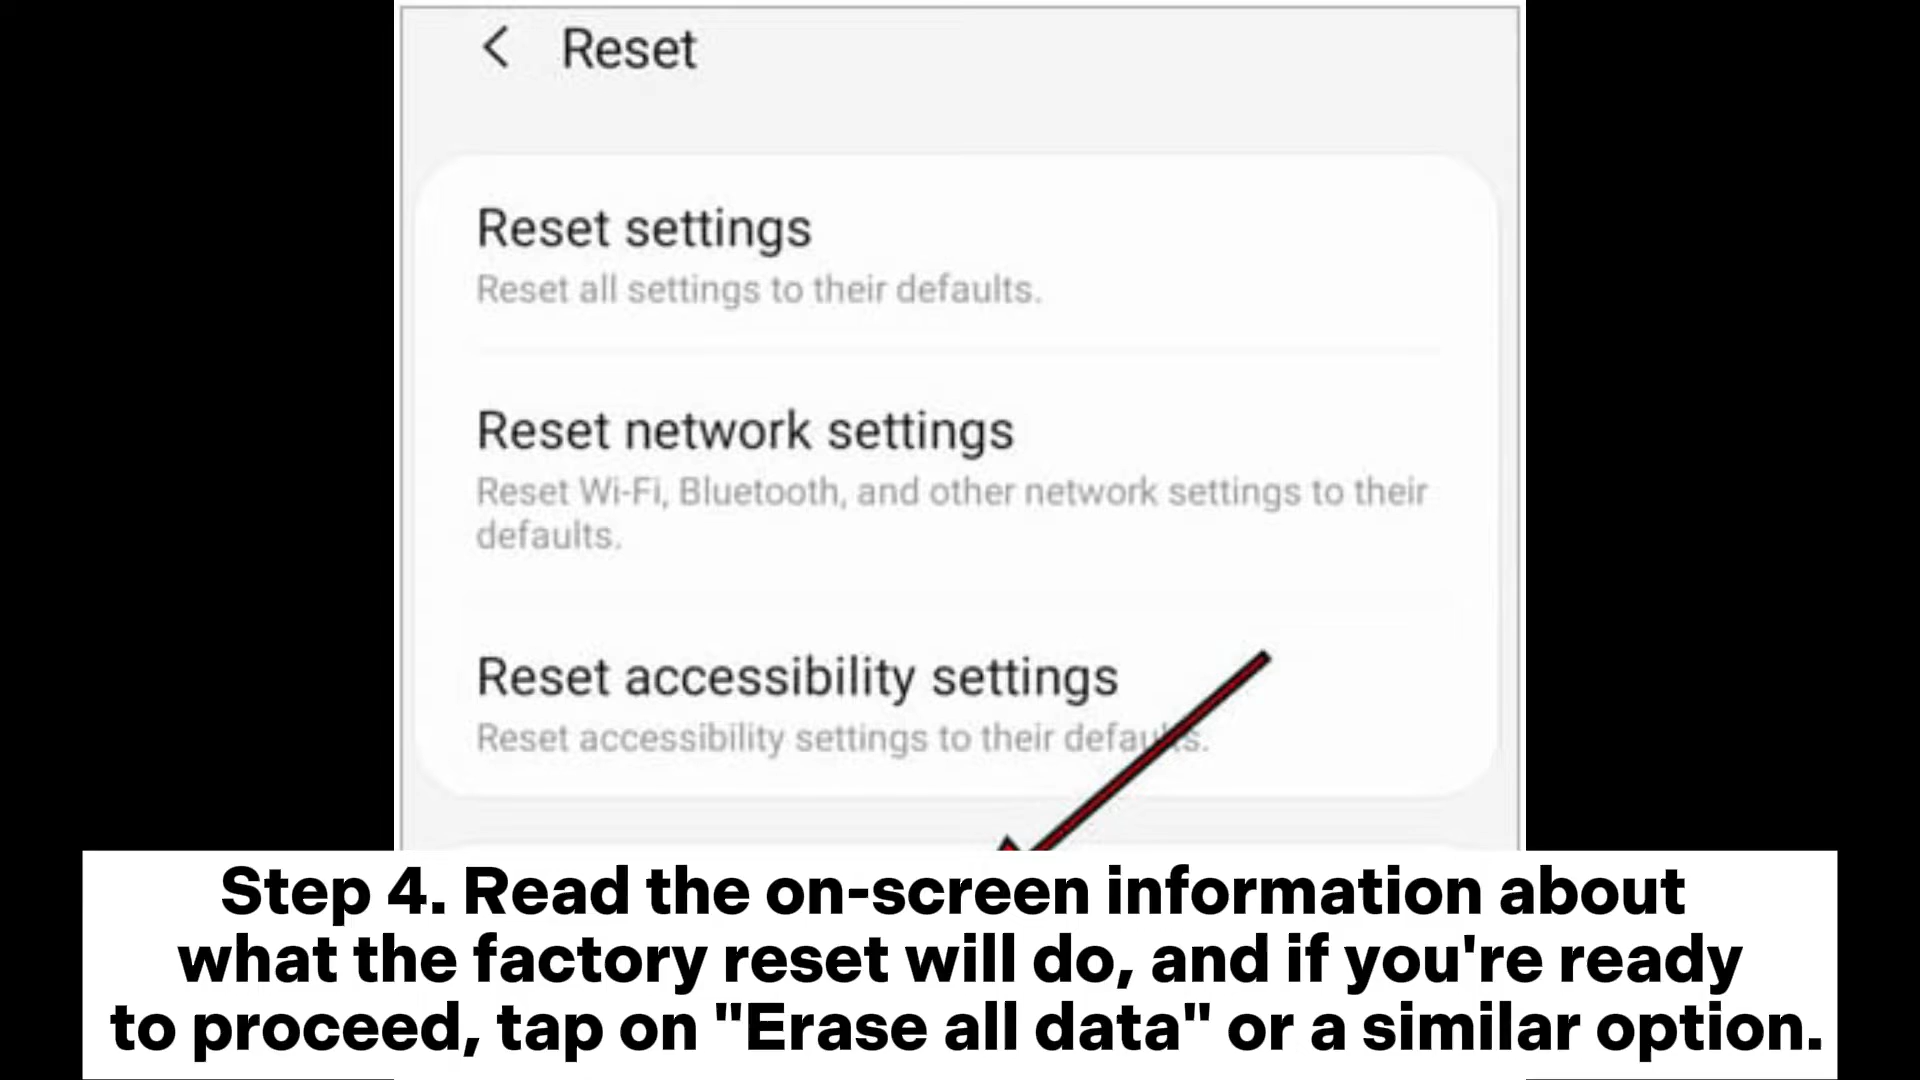 Reset
Reset settings
Reset all settings to their defaults.
Reset network settings
Reset Wi-Fi, Bluetooth, and other network settings to their
defaults.
Reset accessibility settings
Reset accessibility settings to their defaults.
Step 4. Read the on-screen information about
what the factory reset will do, and if you're ready
to proceed, tap on "Erase all data" or a similar option.